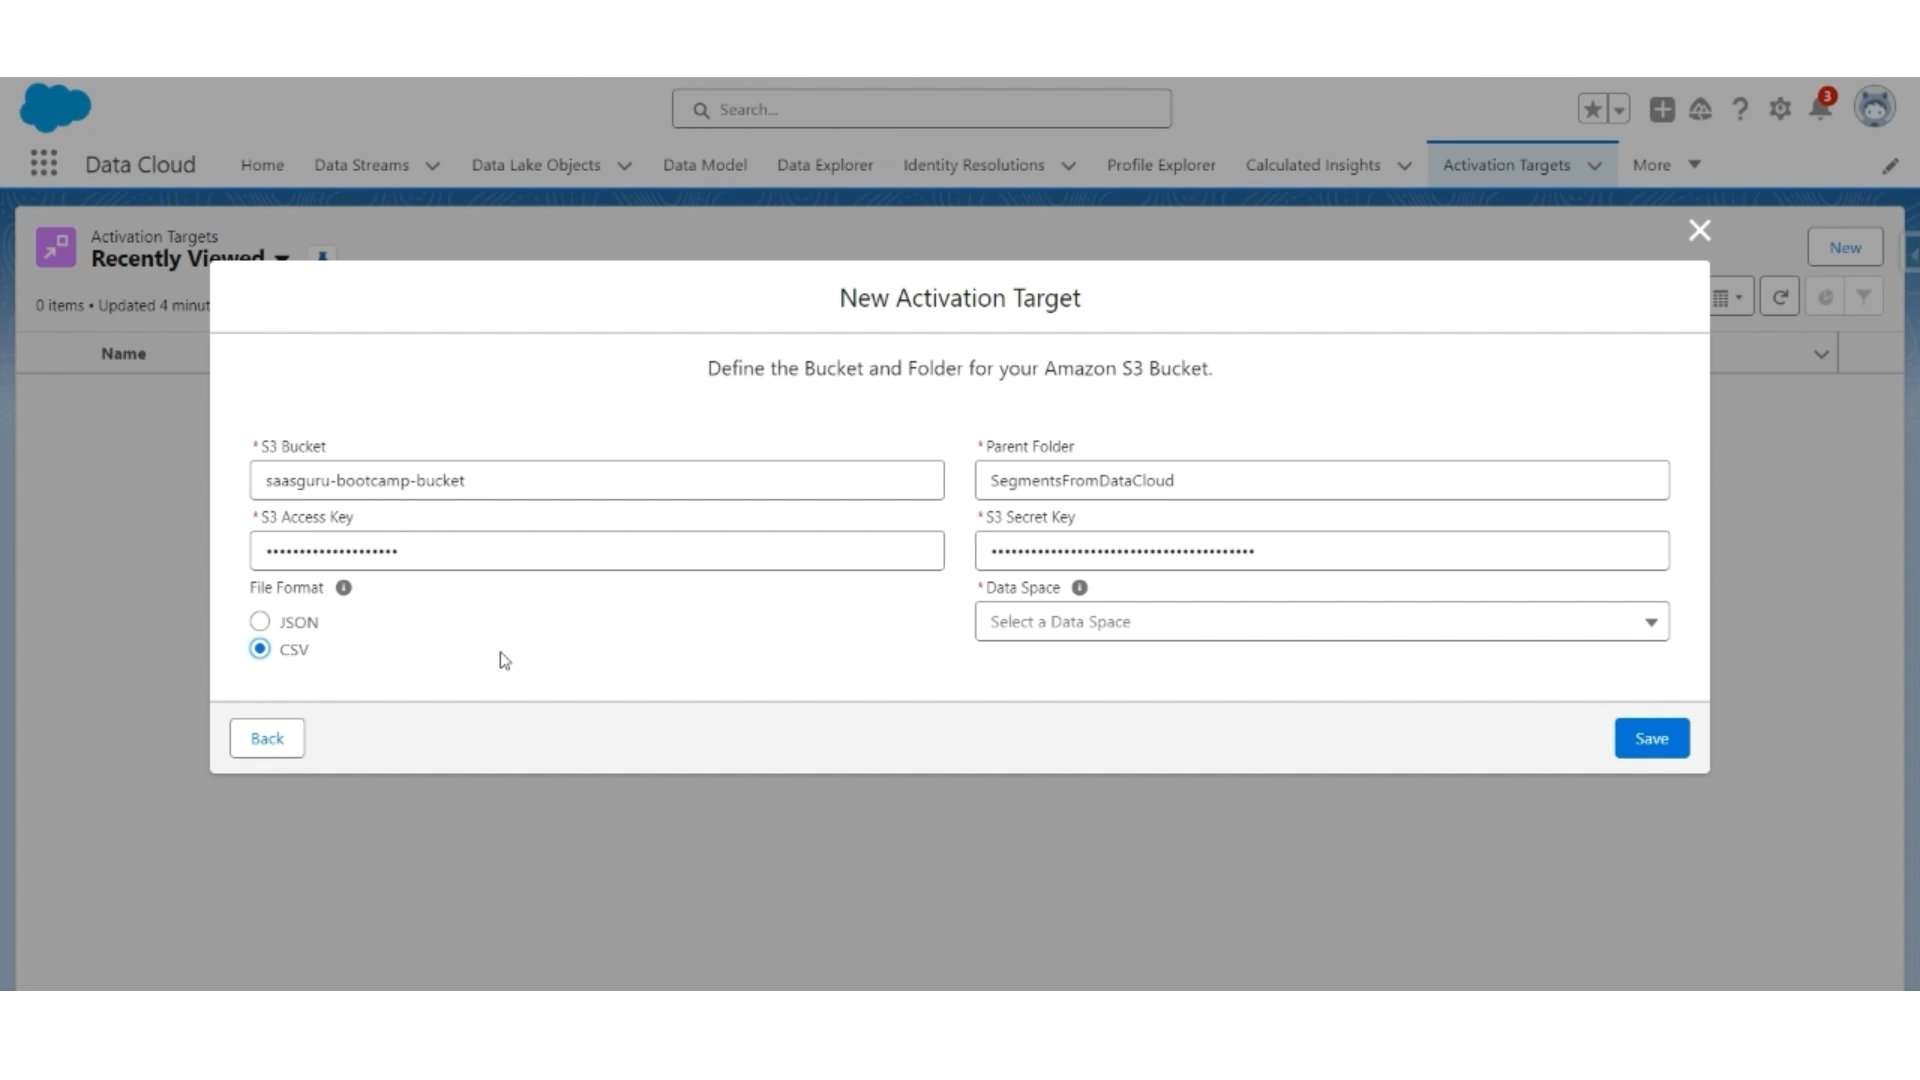 Search...
3
Data Cloud Home Data Streams Data Lake Objects Data Model Data Explorer Identity Resolutions Profile Explorer Calculated Insights Activation Targets More
Activation Targets
Recently Viewed
New
0 items • Updated 4 minut
Name
New Activation Target
Define the Bucket and Folder for your Amazon S3 Bucket.
* S3 Bucket
saasguru-bootcamp-bucket
* Parent Folder
SegmentsFromDataCloud
* S3 Access Key
* S3 Secret Key
File Format
JSON
CSV
* Data Space
Select a Data Space
Back
Save